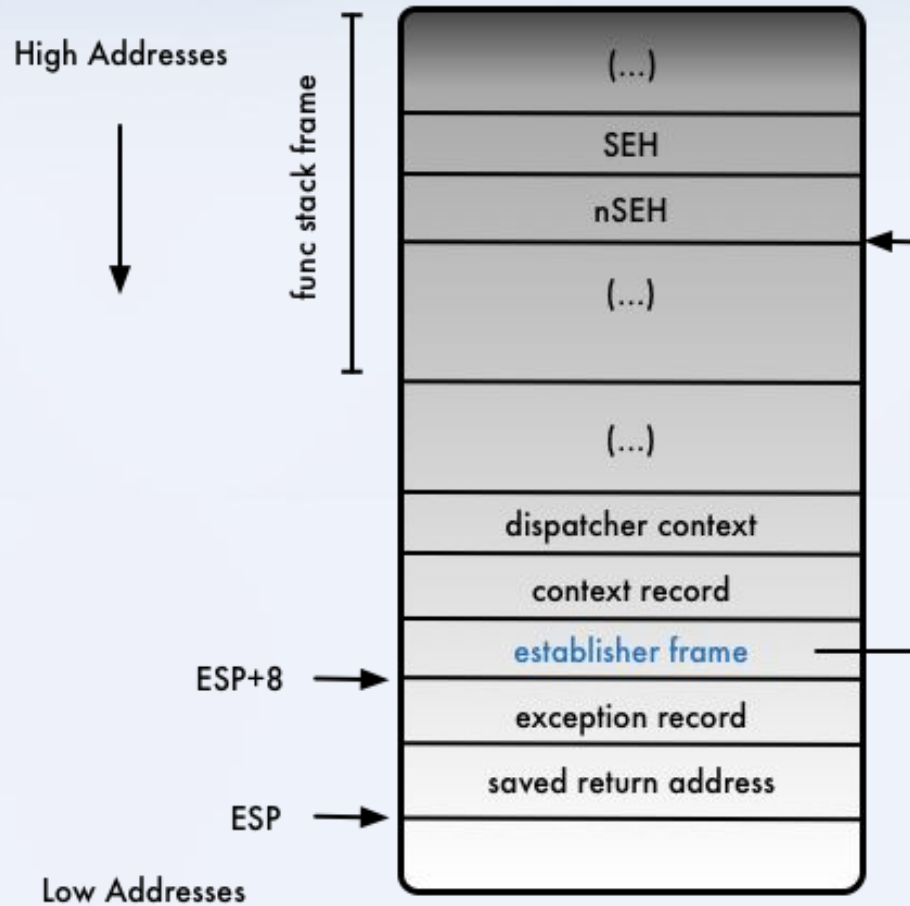 High Addresses
func stack frame
(...)
SEH
nSEH
(...)
(...)
dispatcher context
context record
establisher frame
ESP+8
exception record
saved return address
ESP
Low Addresses